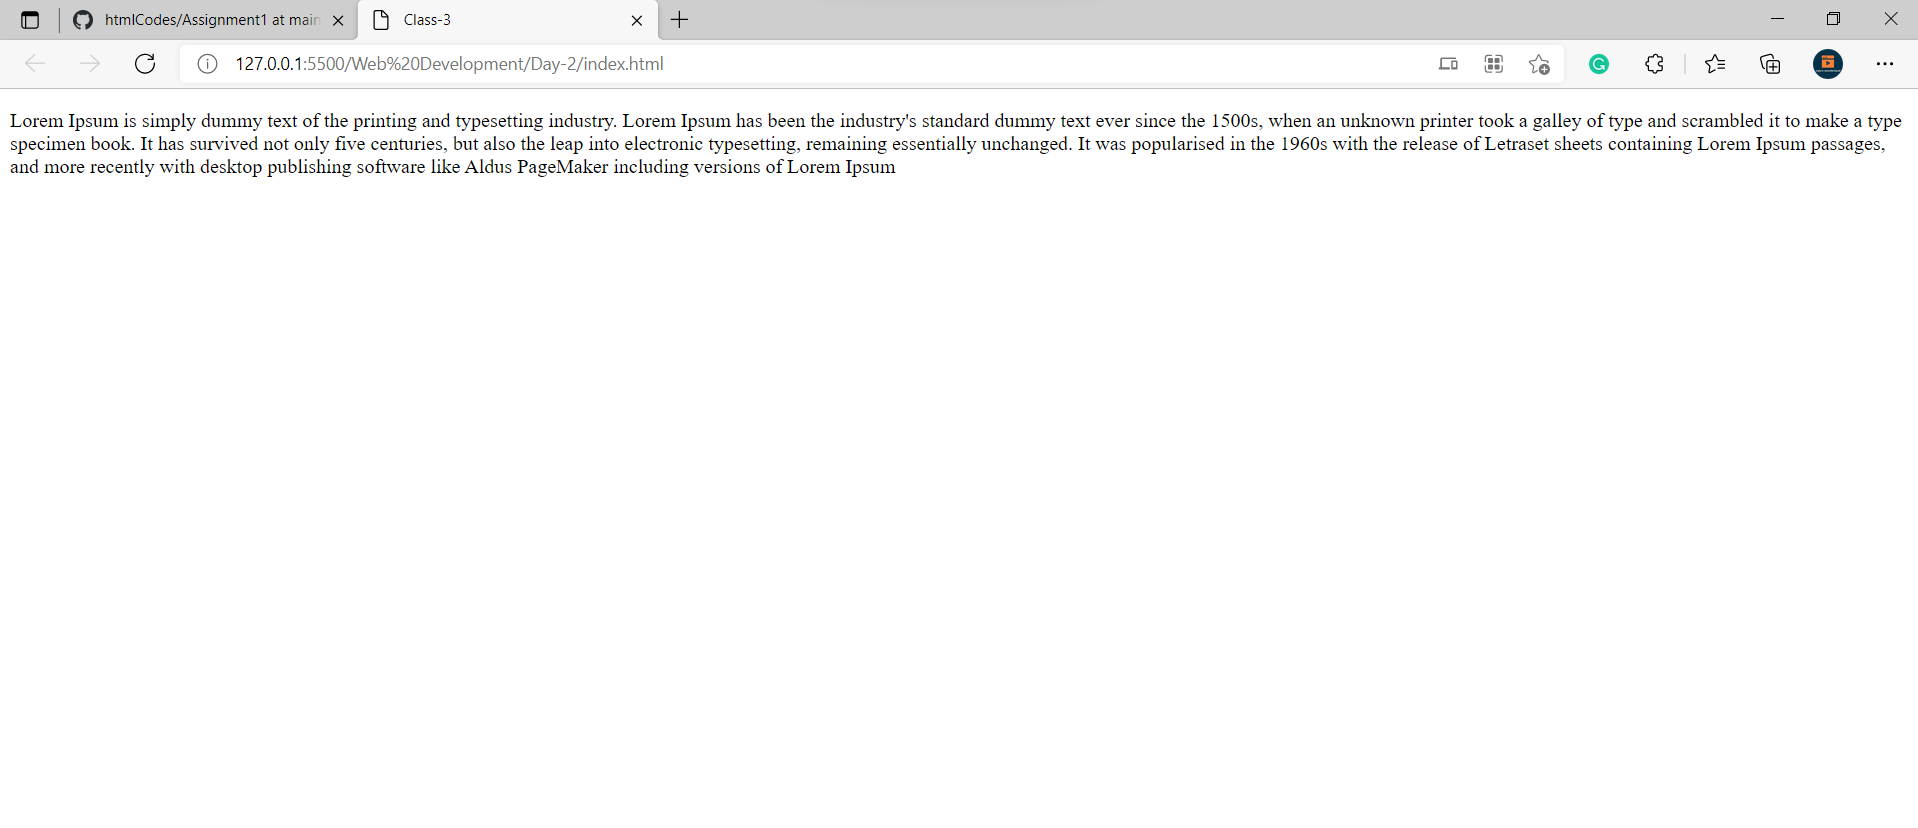 htmlCodes/Assignment1 at main
Class-3
127.0.0.1:5500/Web%20Development/Day-2/index.html
Lorem Ipsum is simply dummy text of the printing and typesetting industry. Lorem Ipsum has been the industry's standard dummy text ever since the 1500s, when an unknown printer took a galley of type and scrambled it to make a type
specimen book. It has survived not only five centuries, but also the leap into electronic typesetting, remaining essentially unchanged. It was popularised in the 1960s with the release of Letraset sheets containing Lorem Ipsum passages,
and more recently with desktop publishing software like Aldus PageMaker including versions of Lorem Ipsum